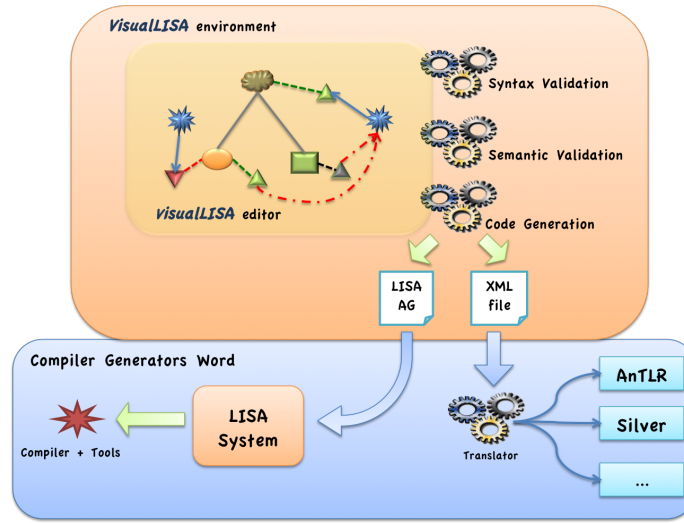 VisualLISA environment
Syntax Validation
Semantic Validation
visualLISA editor
Code Generation
LISA
AG
XML
file
Compiler Generators Word
AnTLR
LISA
System
Silver
Compiler + Tools
Translator
...